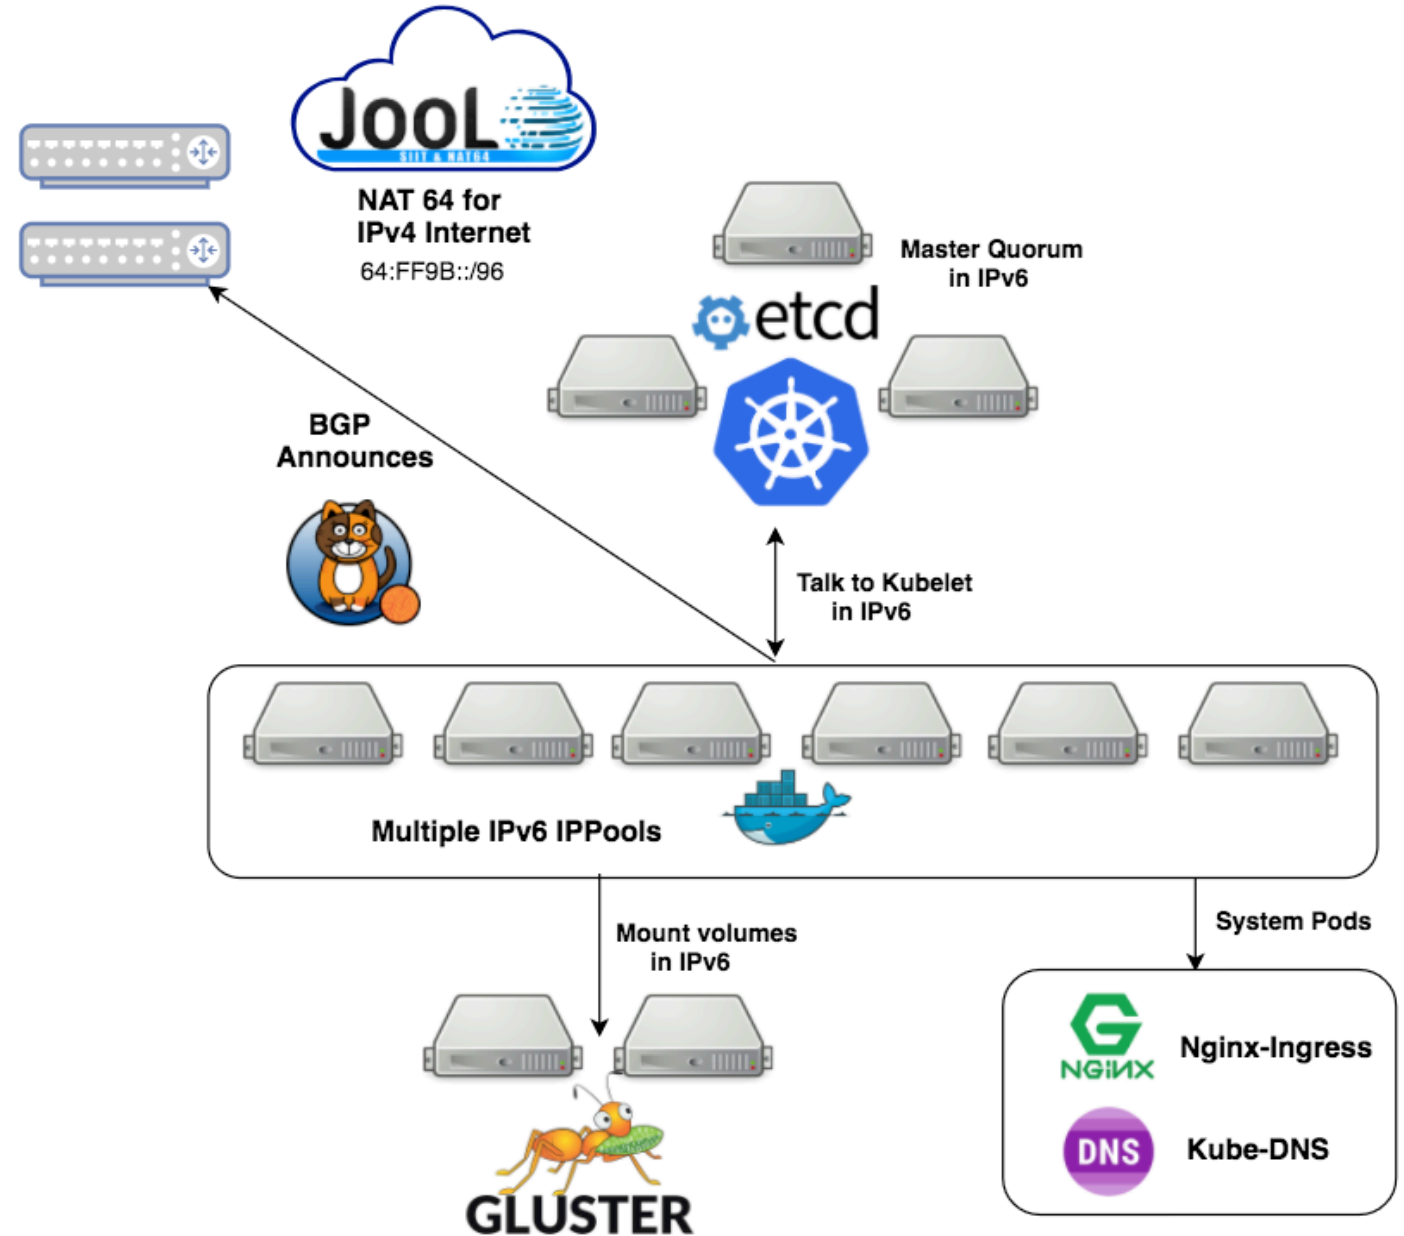 JOOL
SIIT & NAT64
NAT 64 for
IPv4 Internet
64:FF9B::/96
Master Quorum
in IPv6
etcd
BGP
Announces
Talk to Kubelet
in IPv6
Multiple IPv6 IPPools
Mount volumes
in IPv6
System Pods
NGINX
Nginx-Ingress
DNS
Kube-DNS
GLUSTER